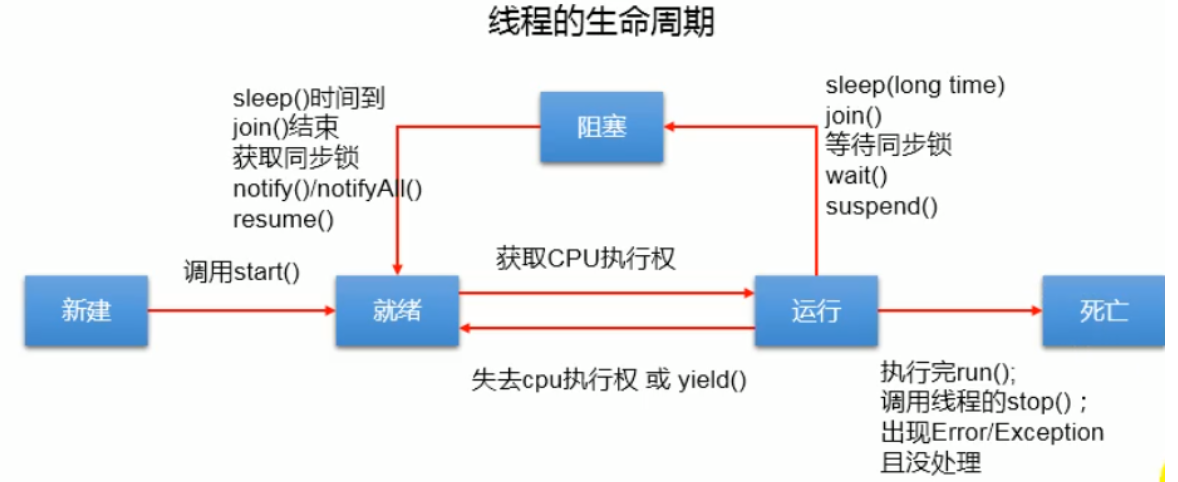 线程的生命周期
sleep()时间到
join()结束
获取同步锁
notify()/notifyAll()
resume()
阻塞
sleep(long time)
join()
等待同步锁
wait()
suspend()
调用start()
获取CPU执行权
新建
就绪
运行
死亡
失去cpu执行权 或 yield()
执行完run();
调用线程的stop()；
出现Error/Exception
且没处理